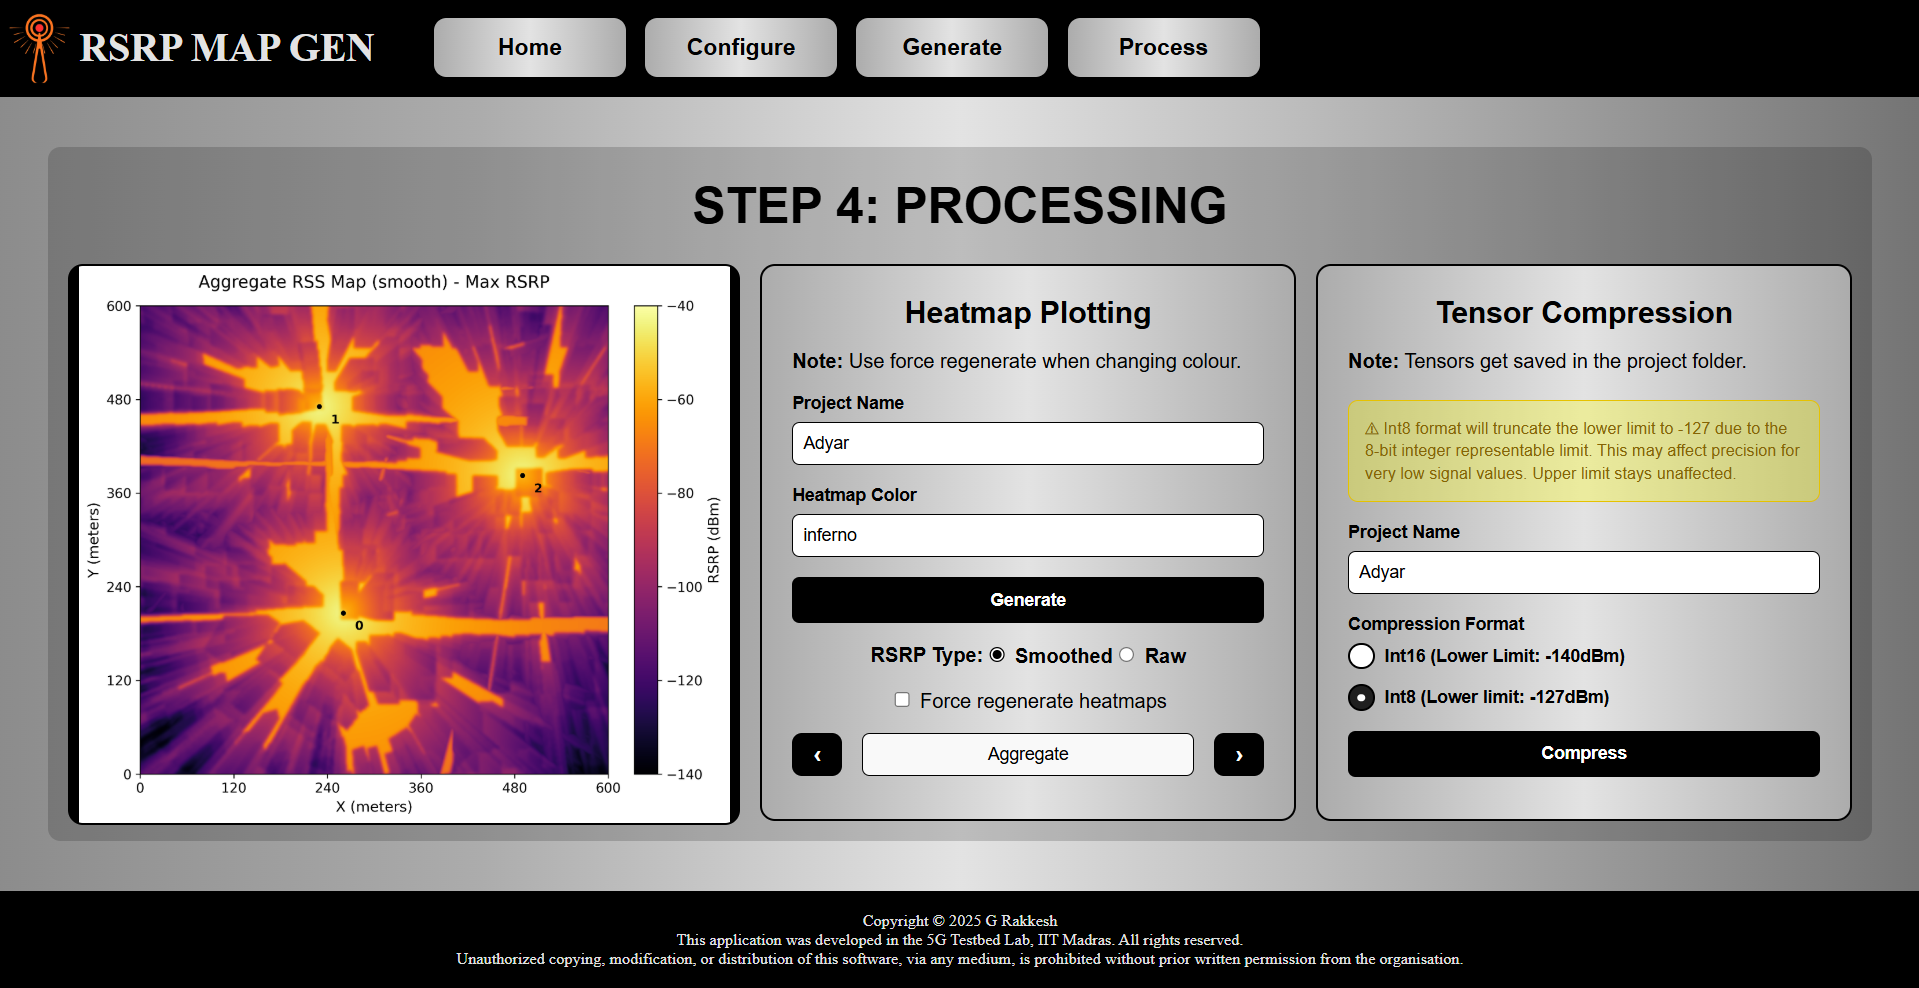 RSRP MAP GEN
Home
Configure
Generate
Process
STEP 4: PROCESSING
Aggregate RSS Map (smooth) - Max RSRP
600
480
360
240
120
0
Y (meters)
0
120
240
360
480
600
X (meters)
1
2
0
−40
−60
−80
−100
−120
−140
RSRP (dBm)
Heatmap Plotting
Note: Use force regenerate when changing colour.
Project Name
Adyar
Heatmap Color
inferno
Generate
RSRP Type: Smoothed Raw
Force regenerate heatmaps
‹
Aggregate
›
Tensor Compression
Note: Tensors get saved in the project folder.
⚠ Int8 format will truncate the lower limit to -127 due to the
8-bit integer representable limit. This may affect precision for
very low signal values. Upper limit stays unaffected.
Project Name
Adyar
Compression Format
Int16 (Lower Limit: -140dBm)
Int8 (Lower limit: -127dBm)
Compress
Copyright © 2025 G Rakkesh
This application was developed in the 5G Testbed Lab, IIT Madras. All rights reserved.
Unauthorized copying, modification, or distribution of this software, via any medium, is prohibited without prior written permission from the organisation.